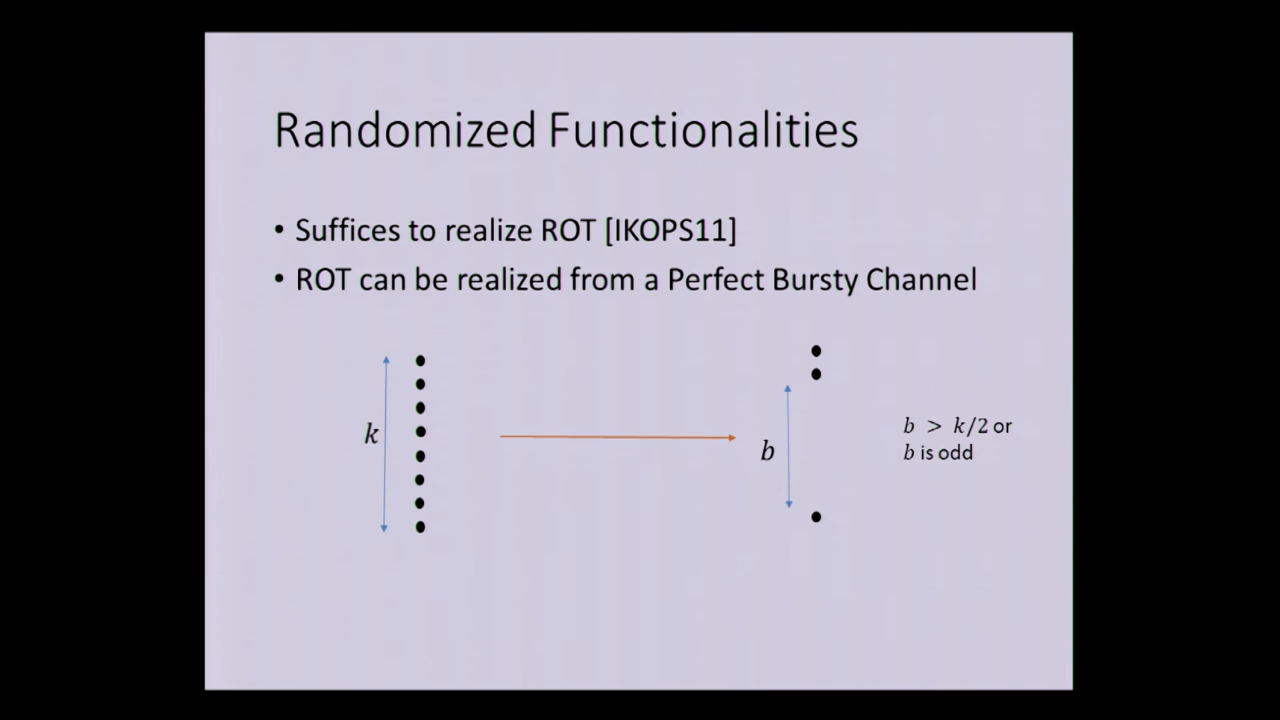 Randomized Functionalities
• Suffices to realize ROT [IKOPS11]
• ROT can be realized from a Perfect Bursty Channel
k
b
b > k/2 or
b is odd